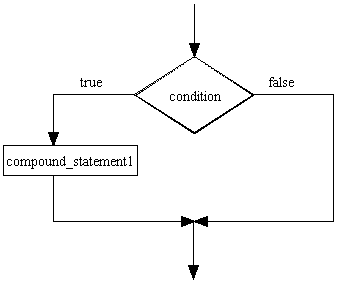 true
false
condition
compound_statement1